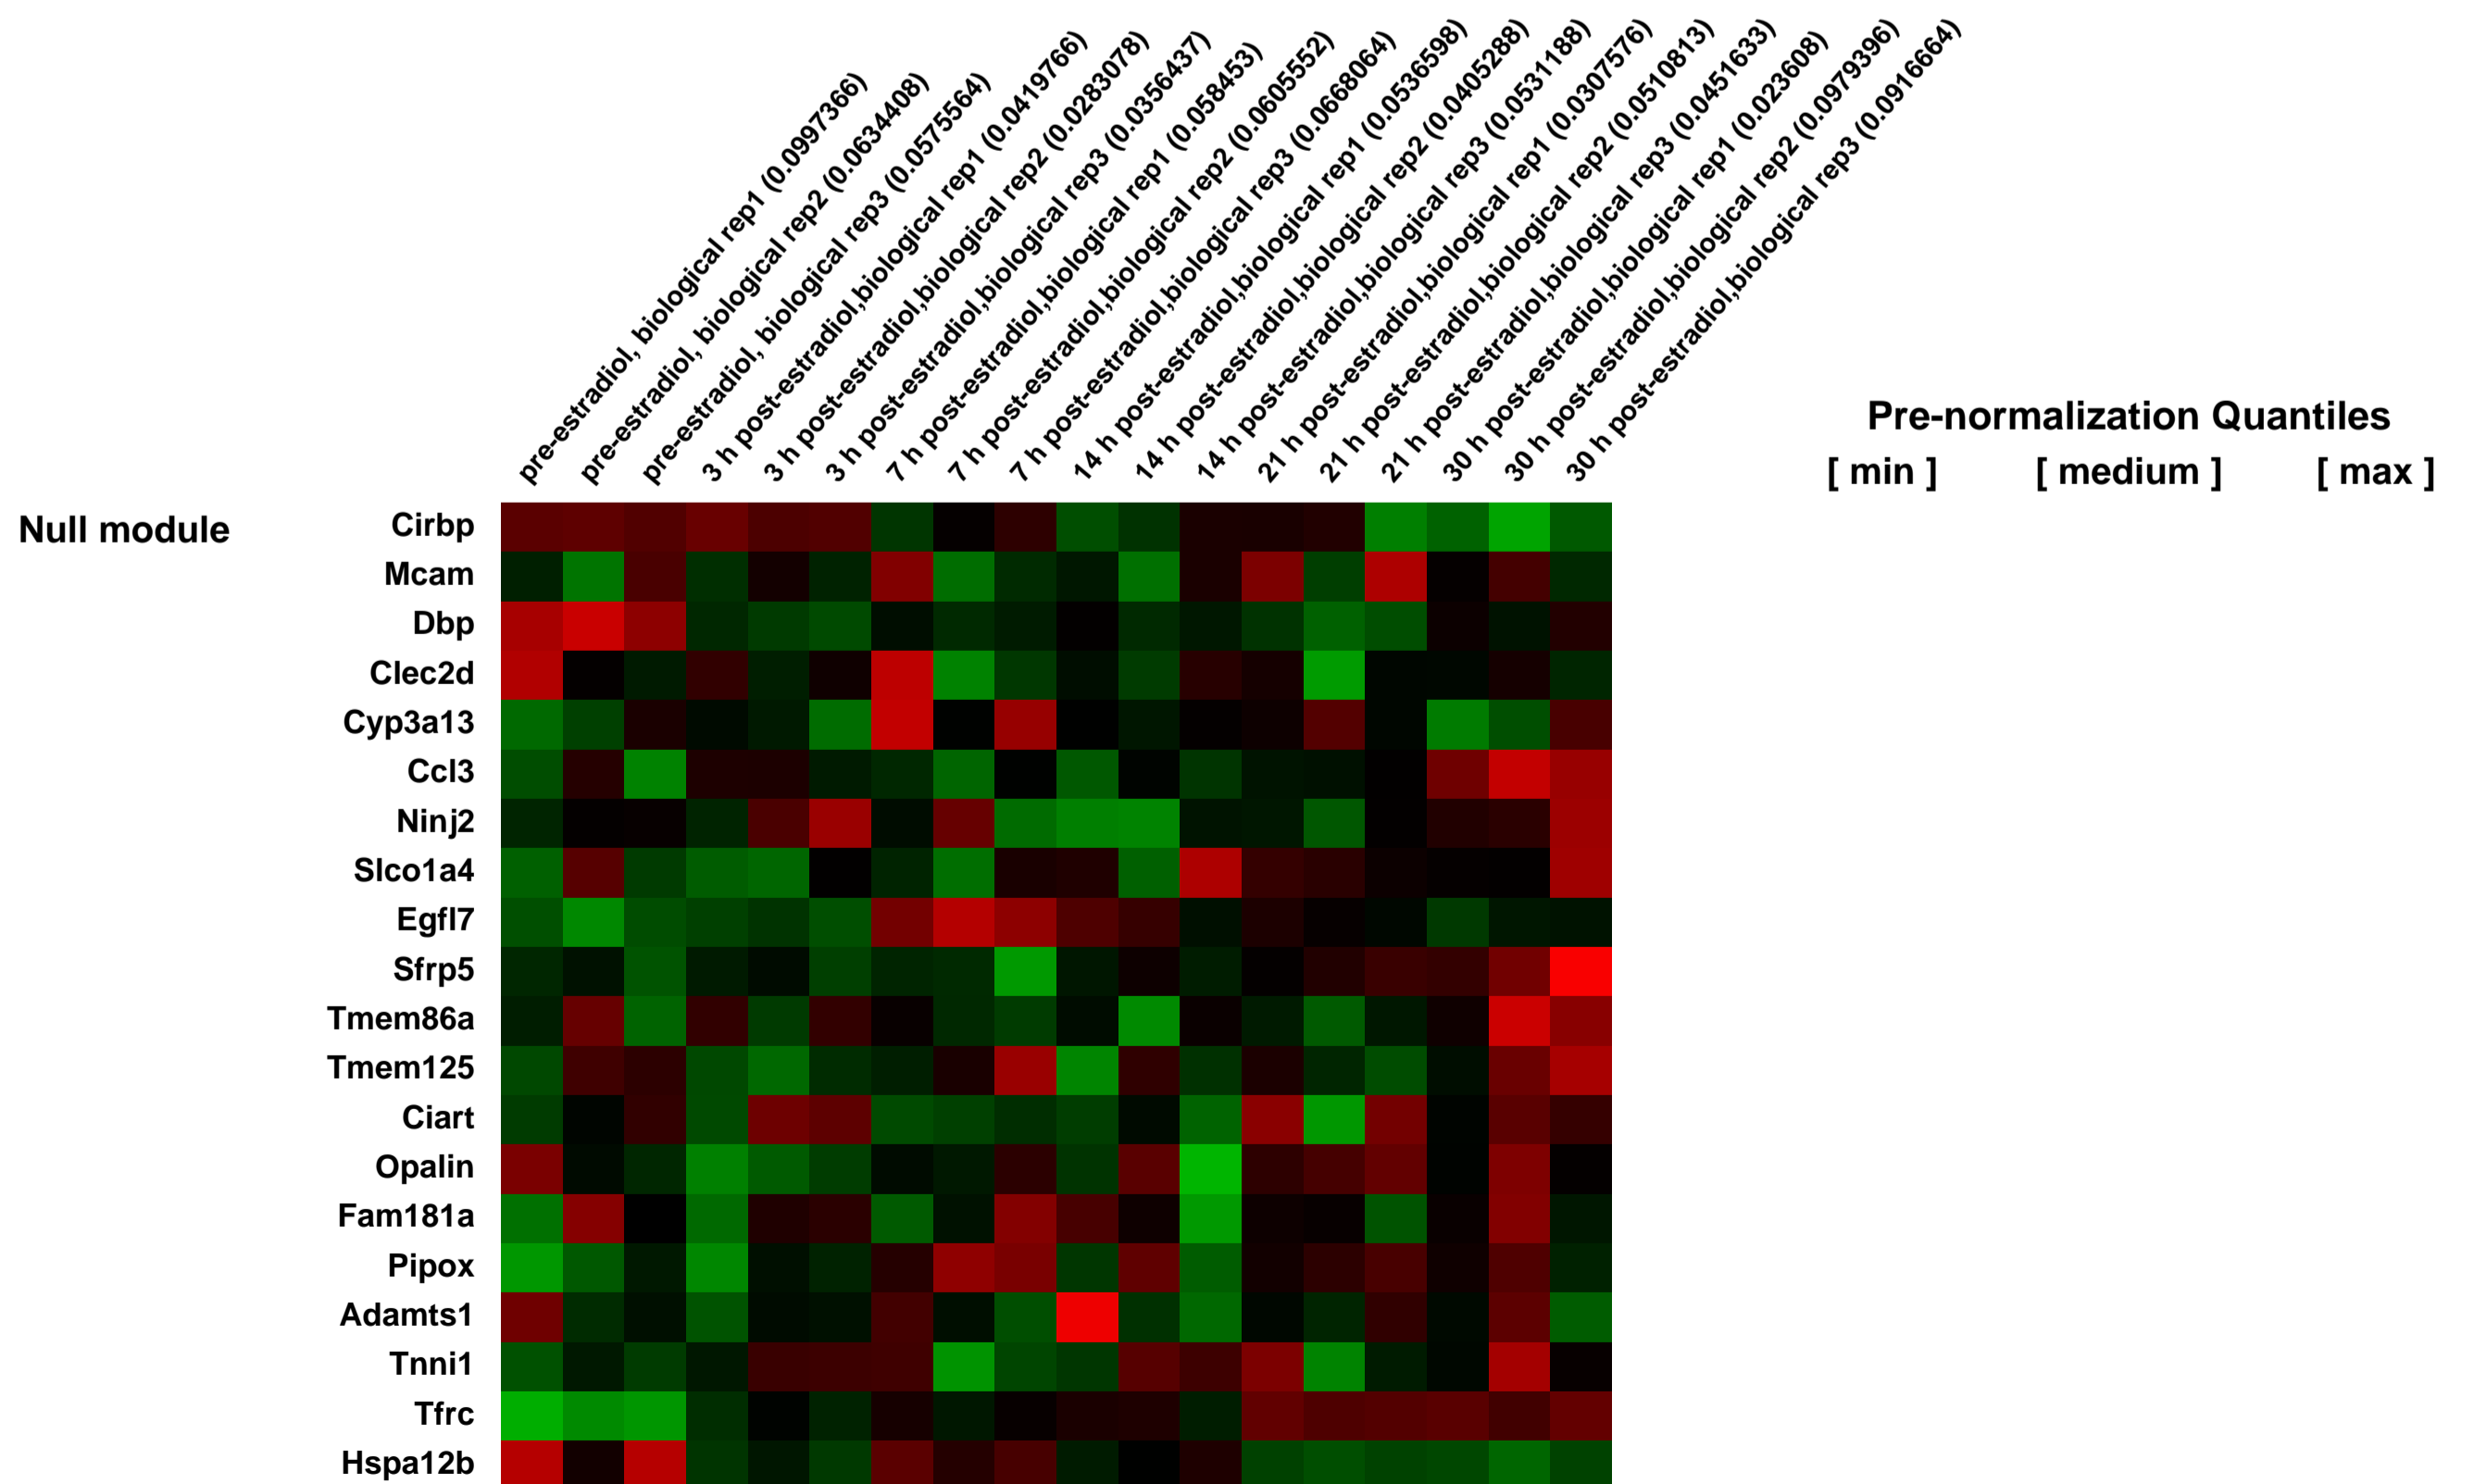 pre-estradiol, biological rep1 (0.0997366)
pre-estradiol, biological rep2 (0.0634408)
pre-estradiol, biological rep3 (0.0575564)
3 h post-estradiol,biological rep1 (0.0419766)
3 h post-estradiol,biological rep2 (0.0283078)
3 h post-estradiol,biological rep3 (0.0356437)
7 h post-estradiol,biological rep1 (0.058453)
7 h post-estradiol,biological rep2 (0.0605552)
7 h post-estradiol,biological rep3 (0.0668064)
14 h post-estradiol,biological rep1 (0.0536598)
14 h post-estradiol,biological rep2 (0.0405288)
14 h post-estradiol,biological rep3 (0.0531188)
21 h post-estradiol,biological rep1 (0.0307576)
21 h post-estradiol,biological rep2 (0.0510813)
21 h post-estradiol,biological rep3 (0.0451633)
30 h post-estradiol,biological rep1 (0.023608)
30 h post-estradiol,biological rep2 (0.0979396)
30 h post-estradiol,biological rep3 (0.0916664)
Pre-normalization Quantiles
[ min ] [ medium ] [ max ]
Null module
Cirbp
Mcam
Dbp
Clec2d
Cyp3a13
Ccl3
Ninj2
Slco1a4
Egfl7
Sfrp5
Tmem86a
Tmem125
Ciart
Opalin
Fam181a
Pipox
Adamts1
Tnni1
Tfrc
Hspa12b